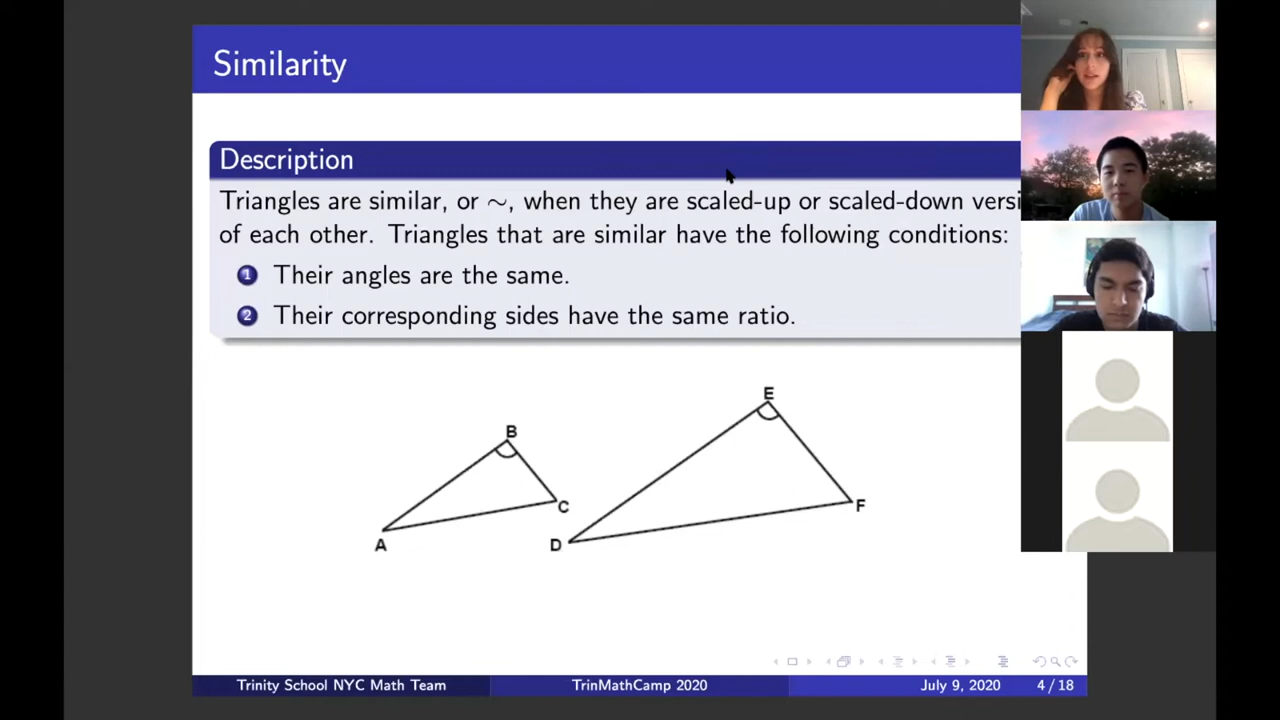 Similarity
Description
Triangles are similar, or ∼, when they are scaled-up or scaled-down versi
of each other. Triangles that are similar have the following conditions:
1 Their angles are the same.
2 Their corresponding sides have the same ratio.
E
B
C
F
A
D
Trinity School NYC Math Team TrinMathCamp 2020 July 9, 2020 4 / 18